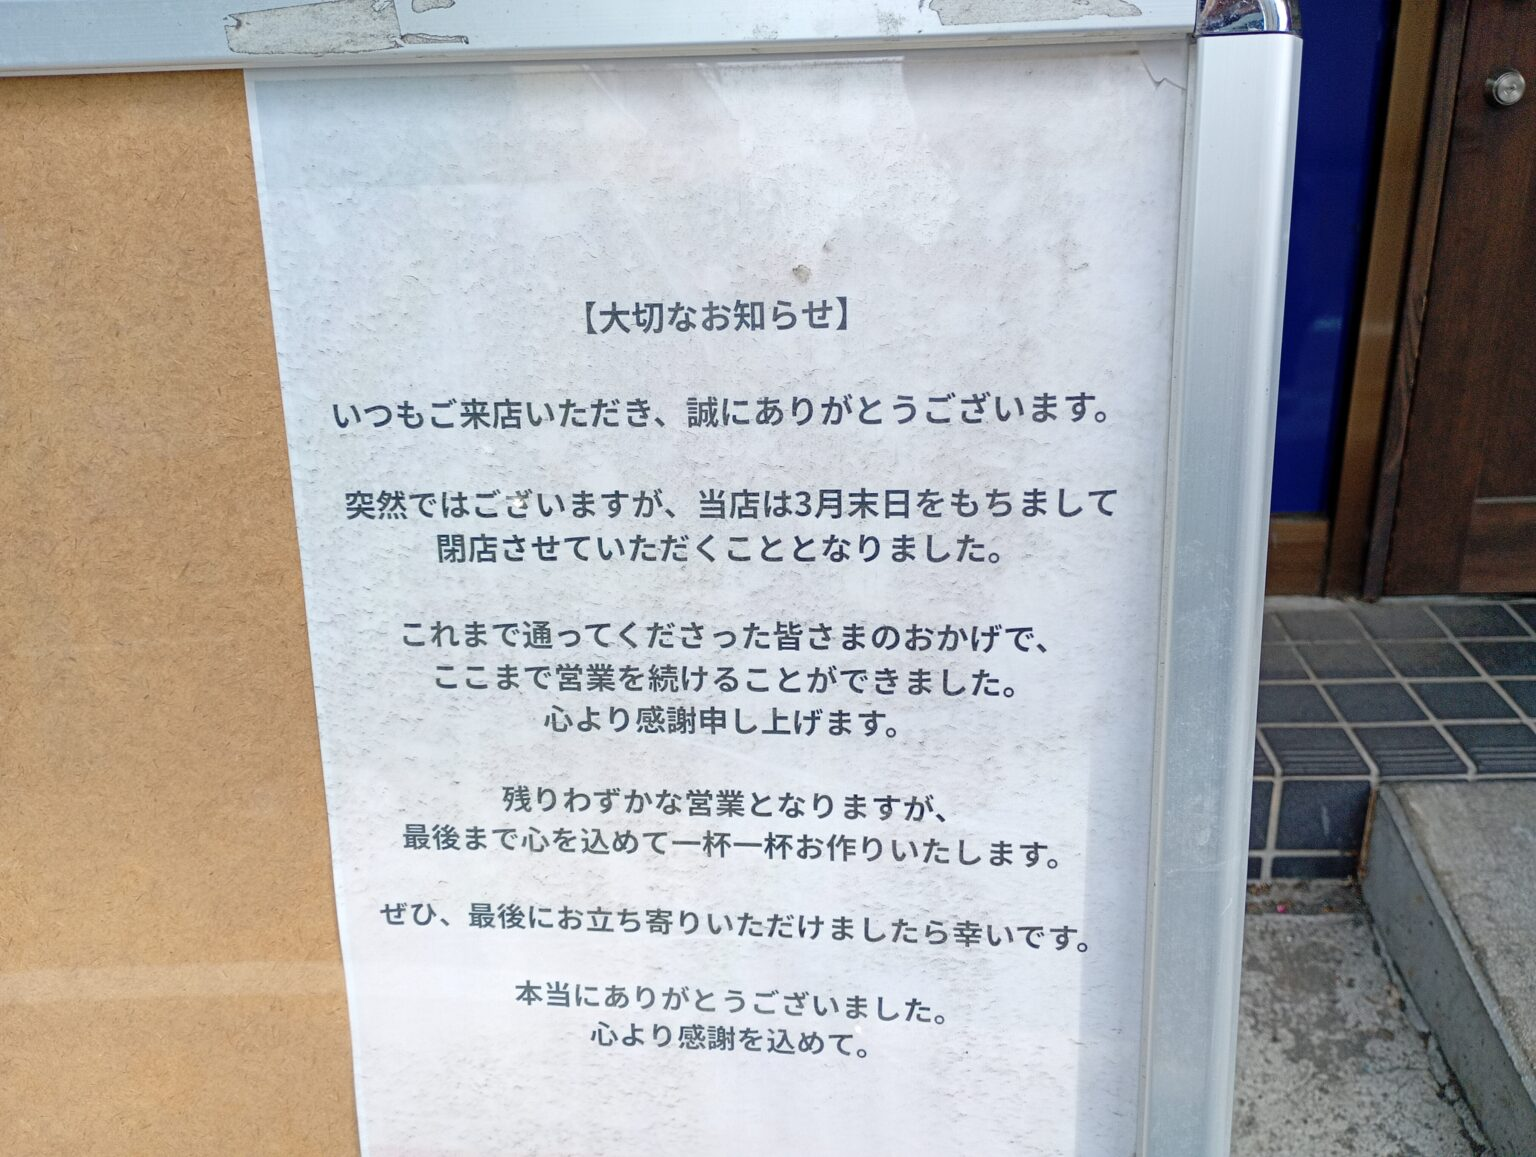 【大切なお知らせ】
いつもご来店いただき、誠にありがとうございます。
突然ではございますが、当店は3月末日をもちまして
閉店させていただくこととなりました。
これまで通ってくださった皆さまのおかげで、
ここまで営業を続けることができました。
心より感謝申し上げます。
残りわずかな営業となりますが、
最後まで心を込めて一杯一杯お作りいたします。
ぜひ、最後にお立ち寄りいただけましたら幸いです。
本当にありがとうございました。
心より感謝を込めて。